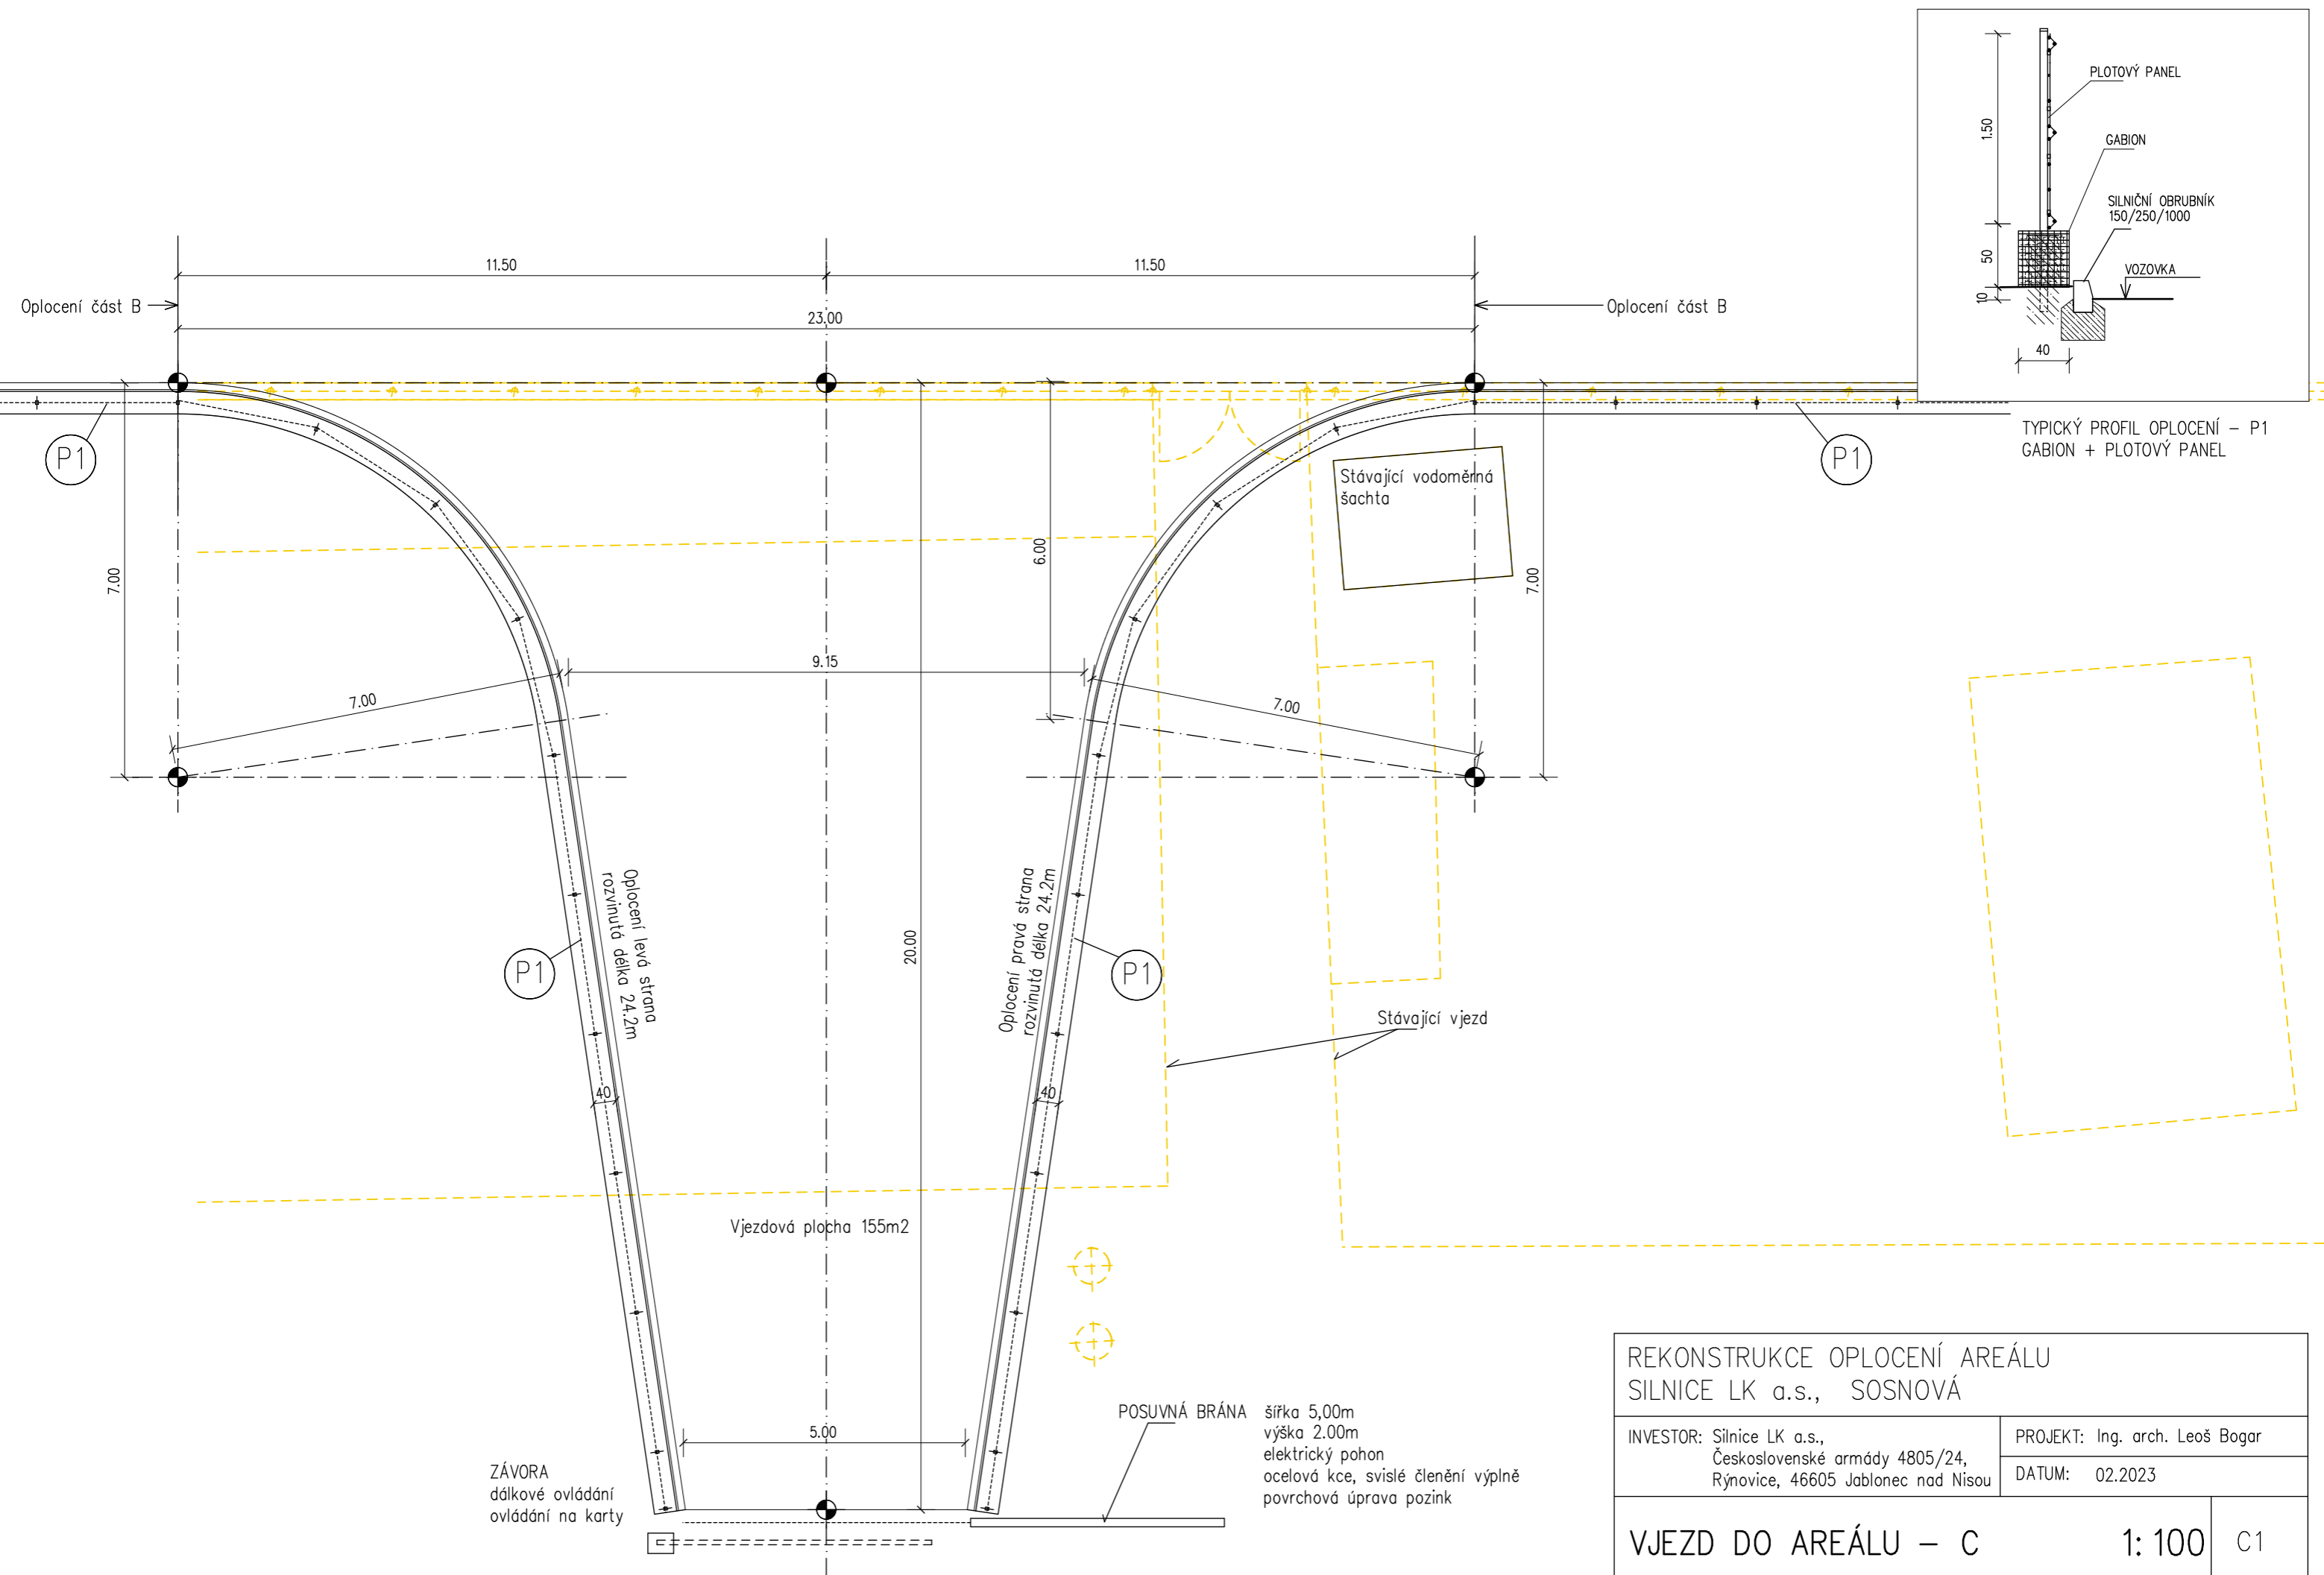 PLOTOVÝ PANEL
GABION
SILNIČNÍ OBRUBNÍK
150/250/1000
VOZOVKA
1.50
50
10
40
TYPICKÝ PROFIL OPLOCENÍ – P1
GABION + PLOTOVÝ PANEL
11.50
11.50
Oplocení část B
23.00
Oplocení část B
P1
P1
Stávající vodoměrná
šachta
7.00
6.00
7.00
9.15
7.00
7.00
Oplocení levá strana
rozvinutá délka 24.2m
Oplocení pravá strana
rozvinutá délka 24.2m
20.00
P1
P1
Stávající vjezd
40
40
Vjezdová plocha 155m2
5.00
POSUVNÁ BRÁNA
šířka 5,00m
výška 2.00m
elektrický pohon
ocelová kce, svislé členění výplně
povrchová úprava pozink
ZÁVORA
dálkové ovládání
ovládání na karty
REKONSTRUKCE OPLOCENÍ AREÁLU
SILNICE LK a.s., SOSNOVÁ
INVESTOR: Silnice LK a.s.,
Československé armády 4805/24,
Rýnovice, 46605 Jablonec nad Nisou
PROJEKT: Ing. arch. Leoš Bogar
DATUM: 02.2023
VJEZD DO AREÁLU – C
1: 100
C1